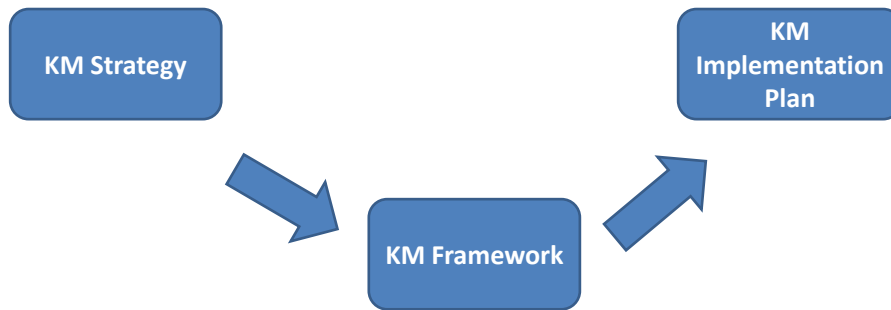 KM Strategy
KM
Implementation
Plan
KM Framework